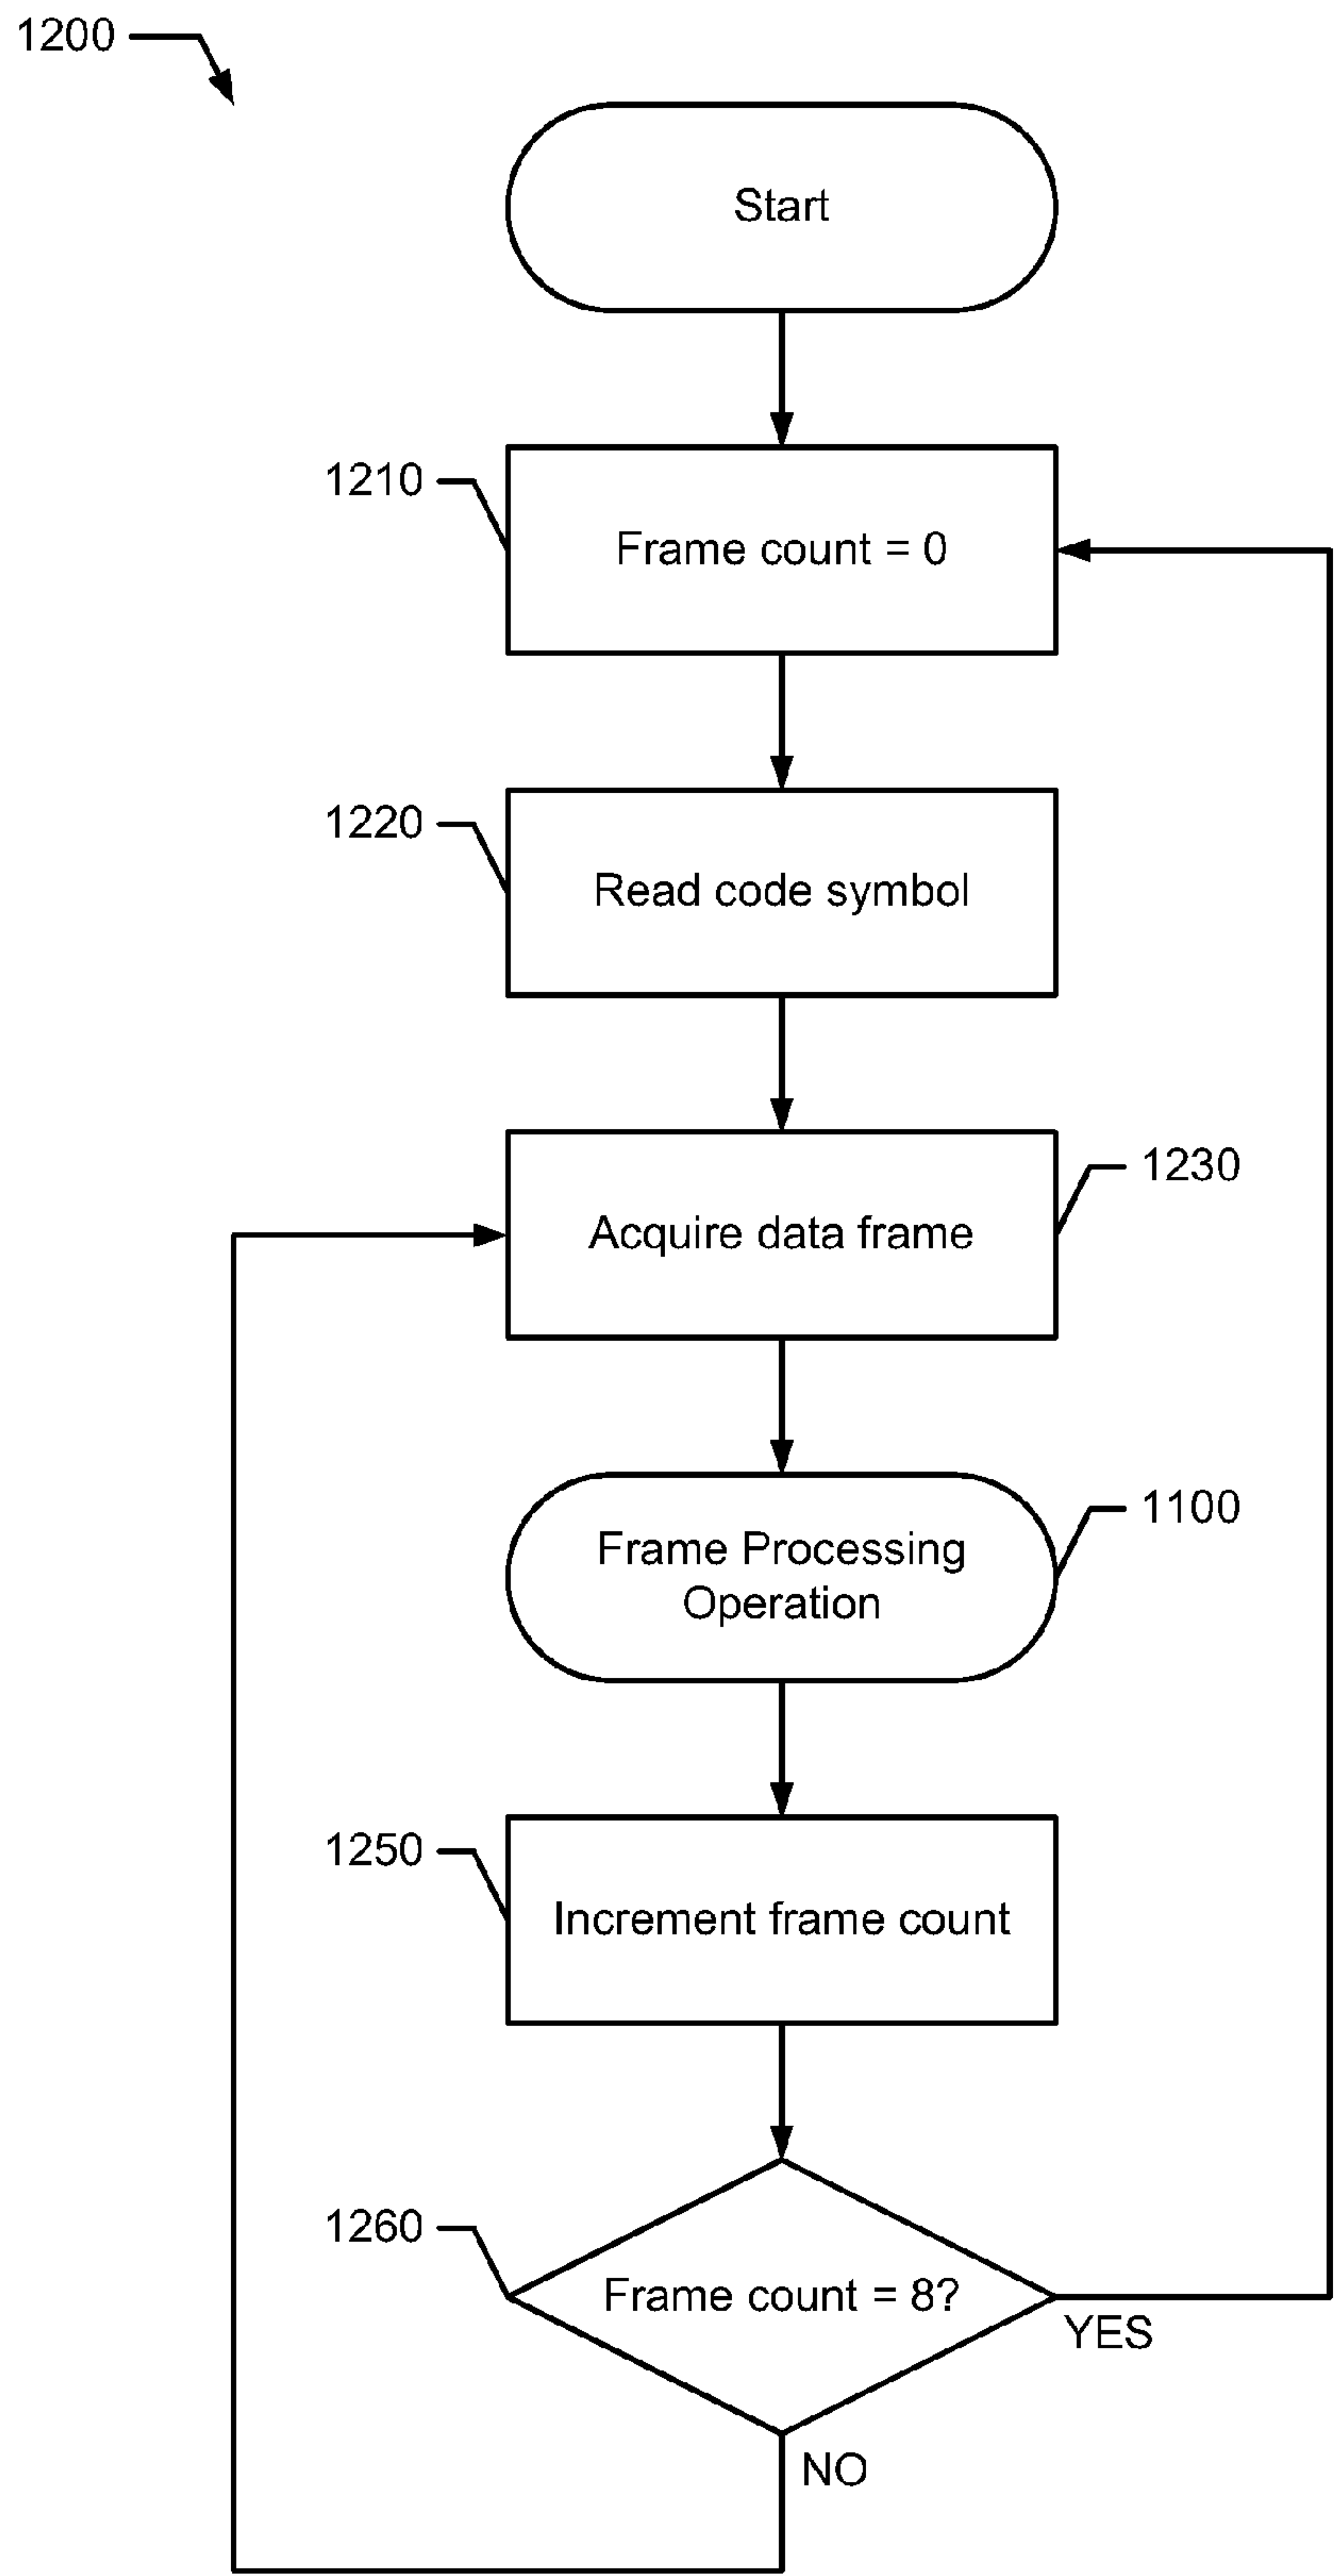 1200
Start
1210
Frame count = 0
1220
Read code symbol
1230
Acquire data frame
1100
Frame Processing
Operation
1250
Increment frame count
1260
Frame count = 8?
YES
NO